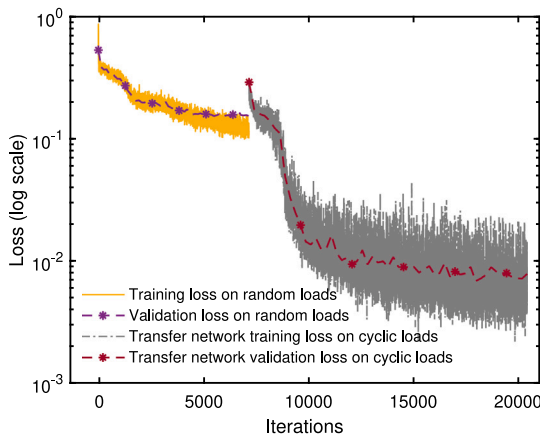 10^0
10^-1
10^-2
10^-3
Loss (log scale)
Training loss on random loads
Validation loss on random loads
Transfer network training loss on cyclic loads
Transfer network validation loss on cyclic loads
0 5000 10000 15000 20000
Iterations